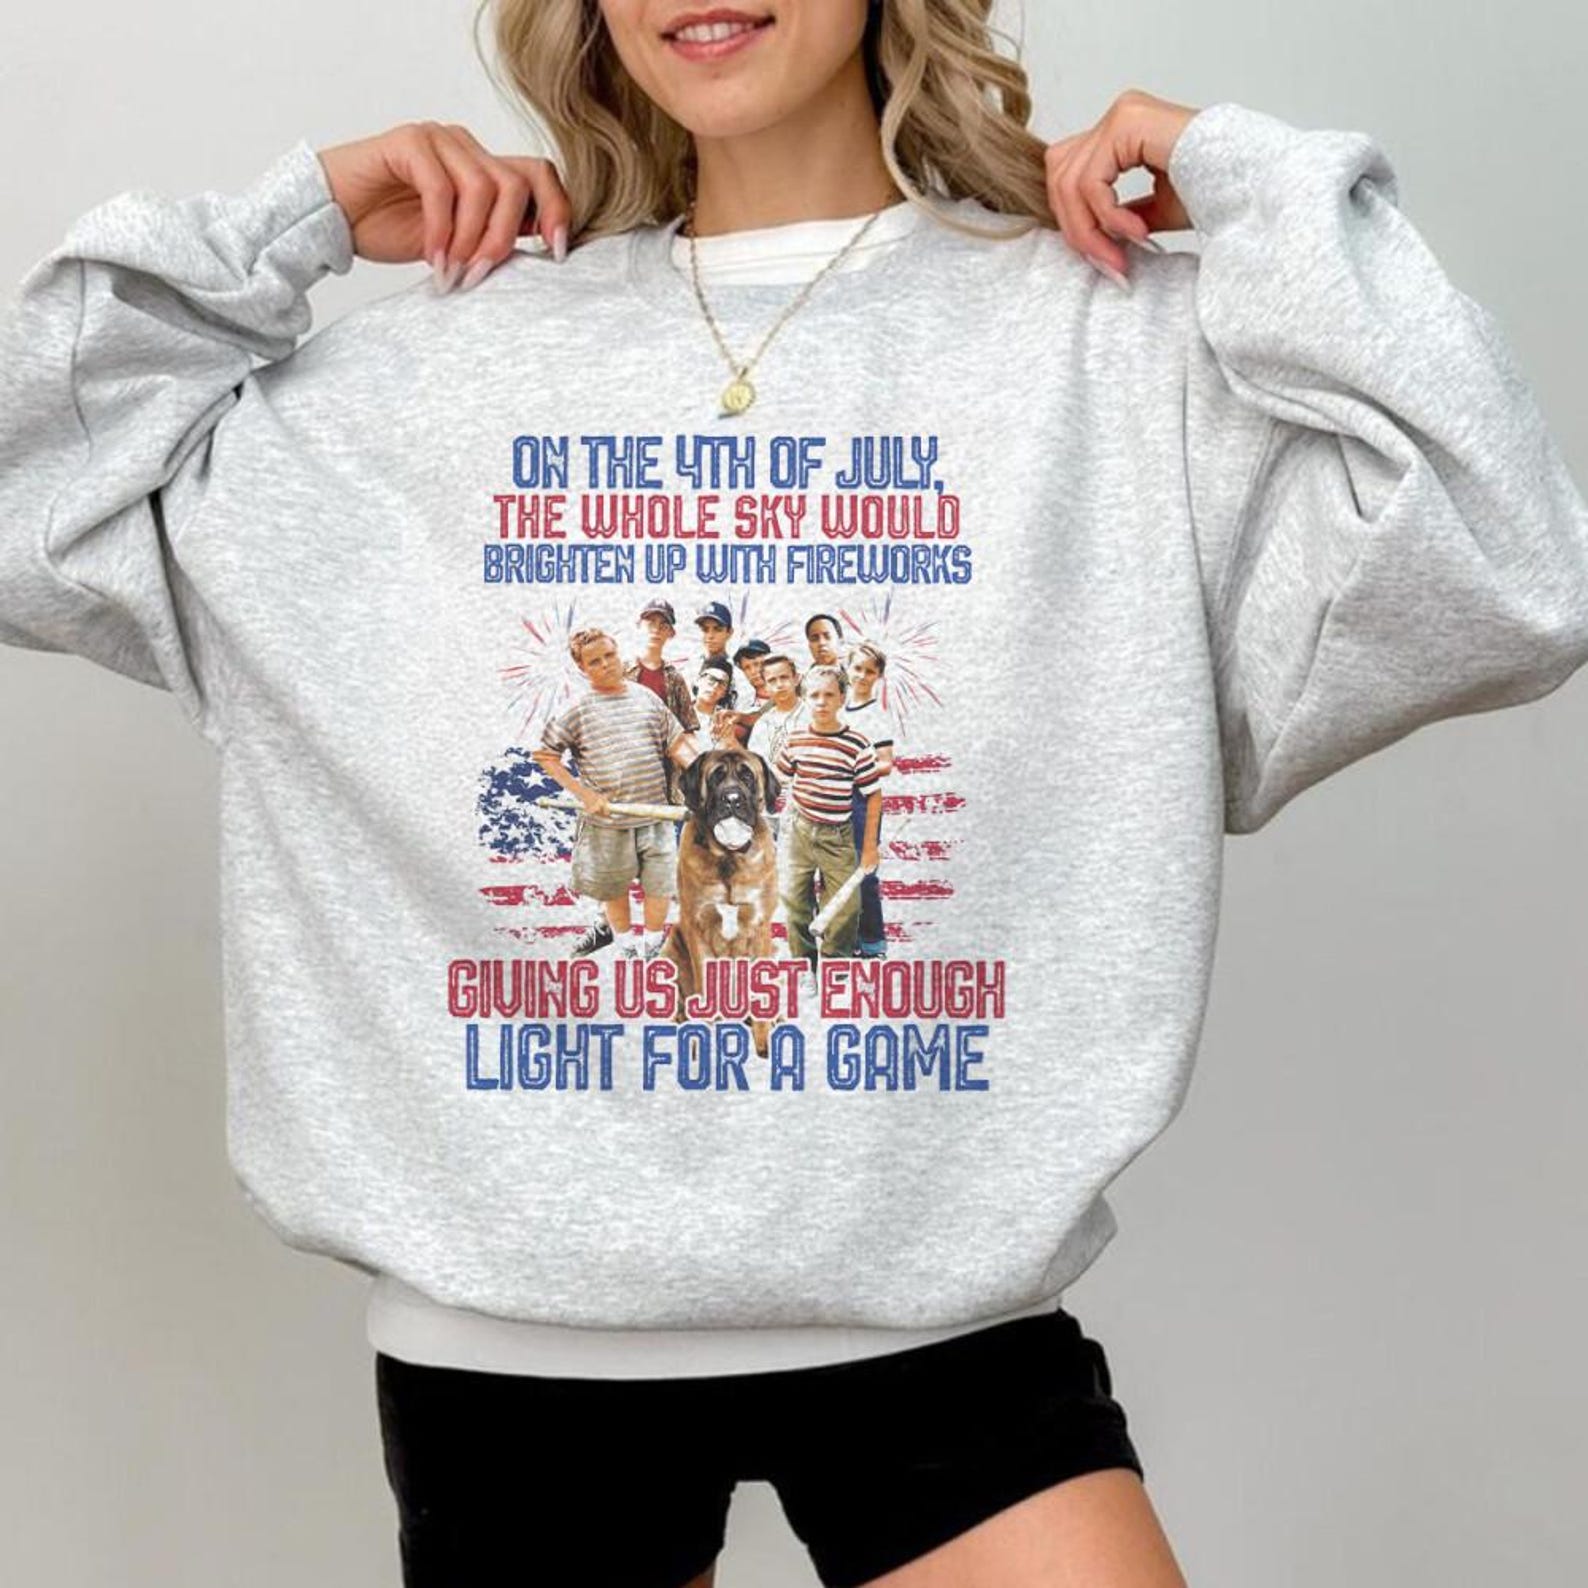 ON THE 4TH OF JULY,
THE WHOLE SKY WOULD
BRIGHTEN UP WITH FIREWORKS
GIVING US JUST ENOUGH
LIGHT FOR A GAME